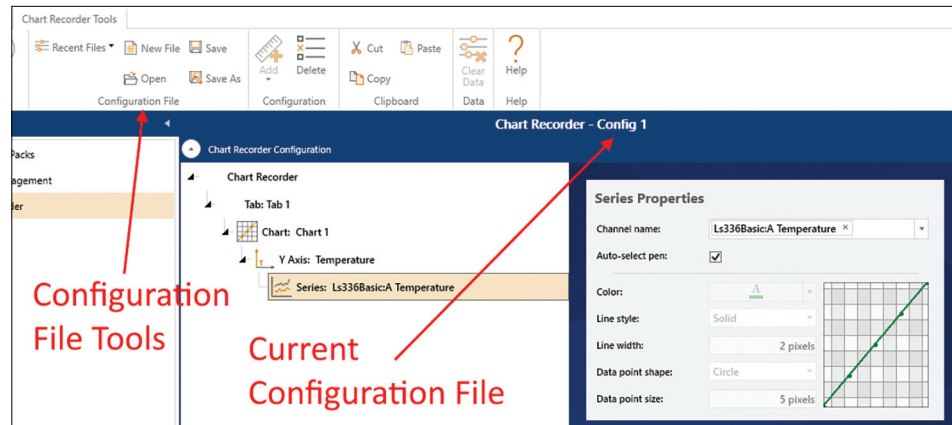 Chart Recorder Tools
Recent Files New File Save
Open Save As
Configuration File
Add Delete
Configuration
Cut Paste
Copy
Clipboard
Clear
Data
Data
Help
Help
Chart Recorder - Config 1
Packs
agement
der
Chart Recorder Configuration
Chart Recorder
Tab: Tab 1
Chart: Chart 1
Y Axis: Temperature
Series: Ls336Basic:A Temperature
Series Properties
Channel name: Ls336Basic:A Temperature ×
Auto-select pen:
Color: A
Line style: Solid
Line width: 2 pixels
Data point shape: Circle
Data point size: 5 pixels
Configuration
File Tools
Current
Configuration File